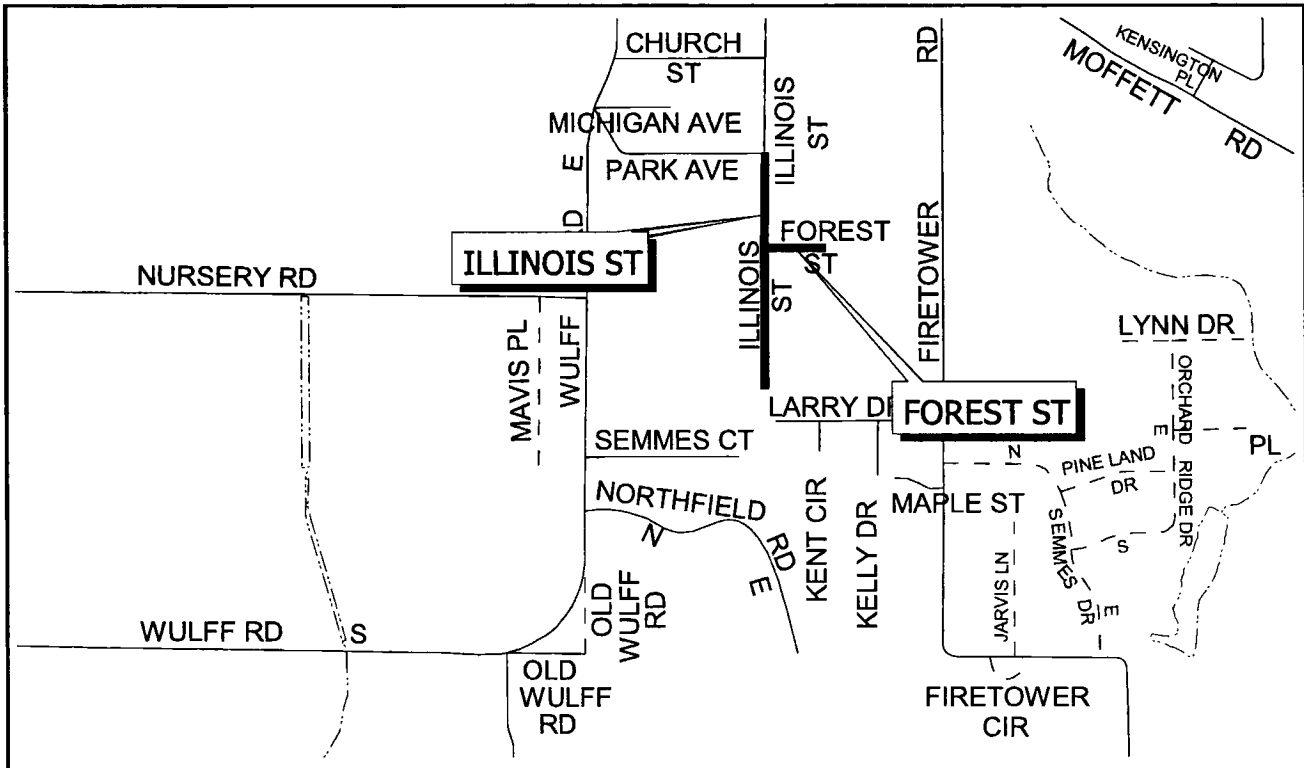 CHURCH
ST
KENSINGTON
PL
MOFFETT
RD
RD
MICHIGAN AVE
ILLINOIS
ST
PARK AVE
E
RD
FOREST
ST
ILLINOIS ST
ILLINOIS
ST
FIRETOWER
NURSERY RD
MAVIS PL
WULFF
LYNN DR
ORCHARD
RIDGE DR
LARRY DR
FOREST ST
SEMMES CT
N
E
PL
PINE LAND
DR
NORTHFIELD
RD
N
E
KENT CIR
KELLY DR
MAPLE ST
SEMMES
DR
S
E
JARVIS LN
OLD
WULFF
RD
WULFF RD
S
OLD
WULFF
RD
FIRETOWER
CIR